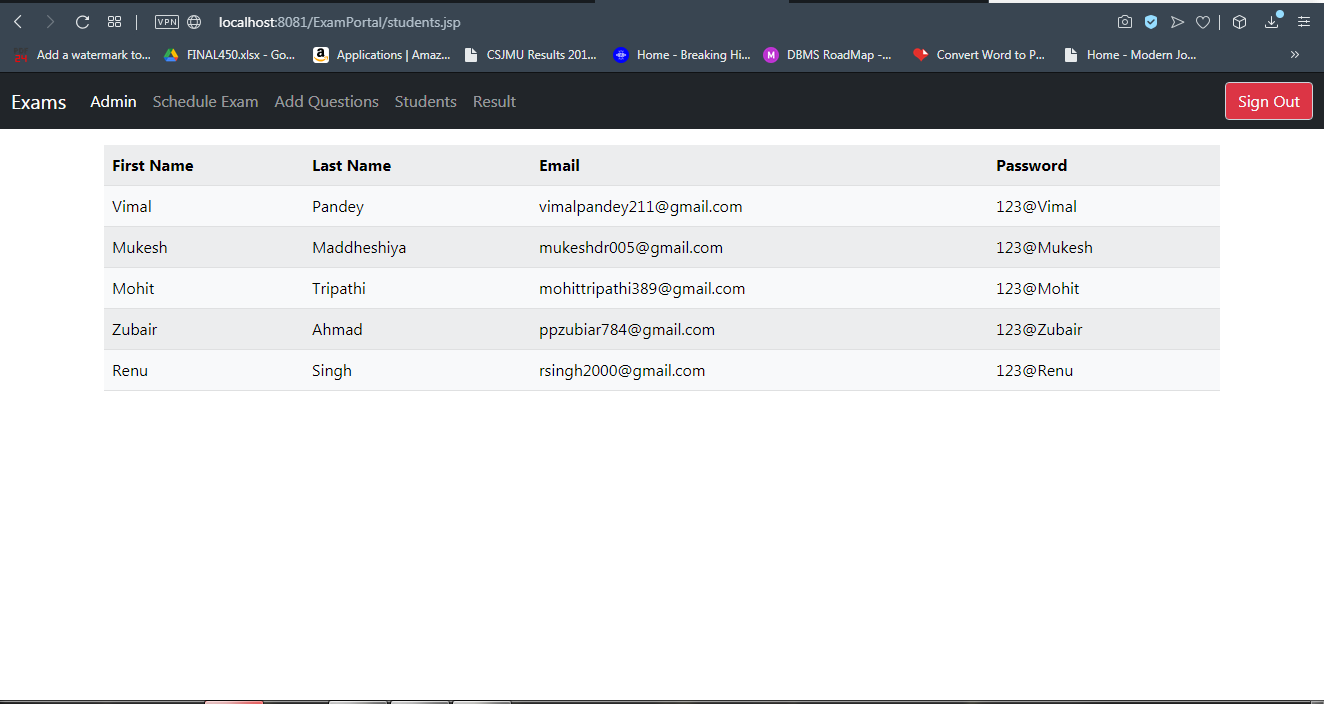 VPN localhost:8081/ExamPortal/students.jsp
Add a watermark to... FINAL450.xlsx - Go... a Applications | Amaz... CSJMU Results 201... Home - Breaking Hi... M DBMS RoadMap -... Convert Word to P... Home - Modern Jo... »
Exams Admin Schedule Exam Add Questions Students Result Sign Out
First Name Last Name Email Password
Vimal Pandey vimalpandey211@gmail.com 123@Vimal
Mukesh Maddheshiya mukeshdr005@gmail.com 123@Mukesh
Mohit Tripathi mohittripathi389@gmail.com 123@Mohit
Zubair Ahmad ppzubiar784@gmail.com 123@Zubair
Renu Singh rsingh2000@gmail.com 123@Renu